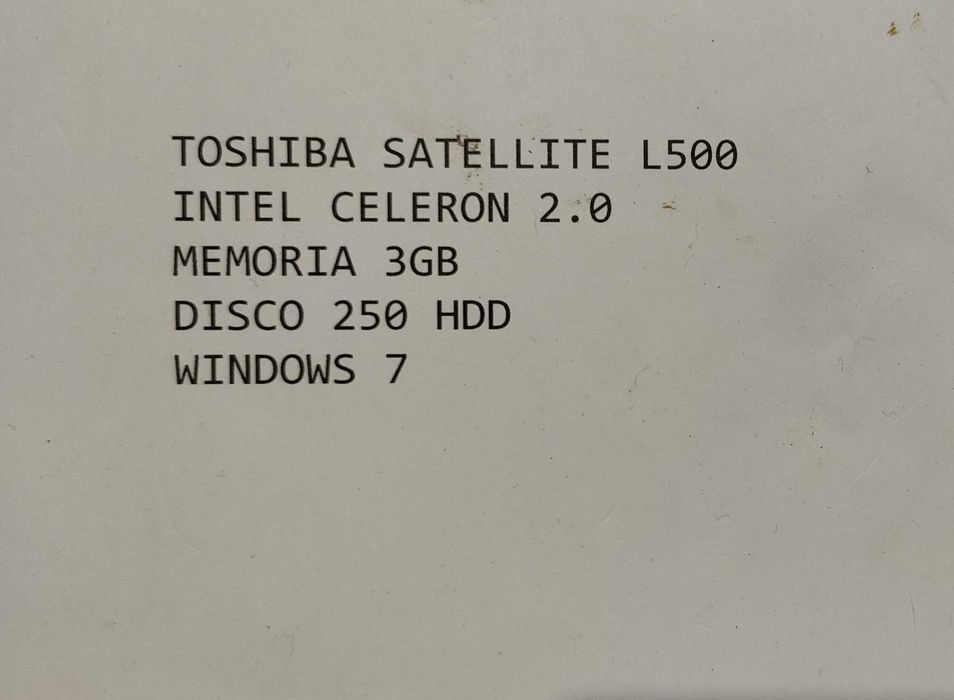 TOSHIBA SATELLITE L500
INTEL CELERON 2.0
MEMORIA 3GB
DISCO 250 HDD
WINDOWS 7